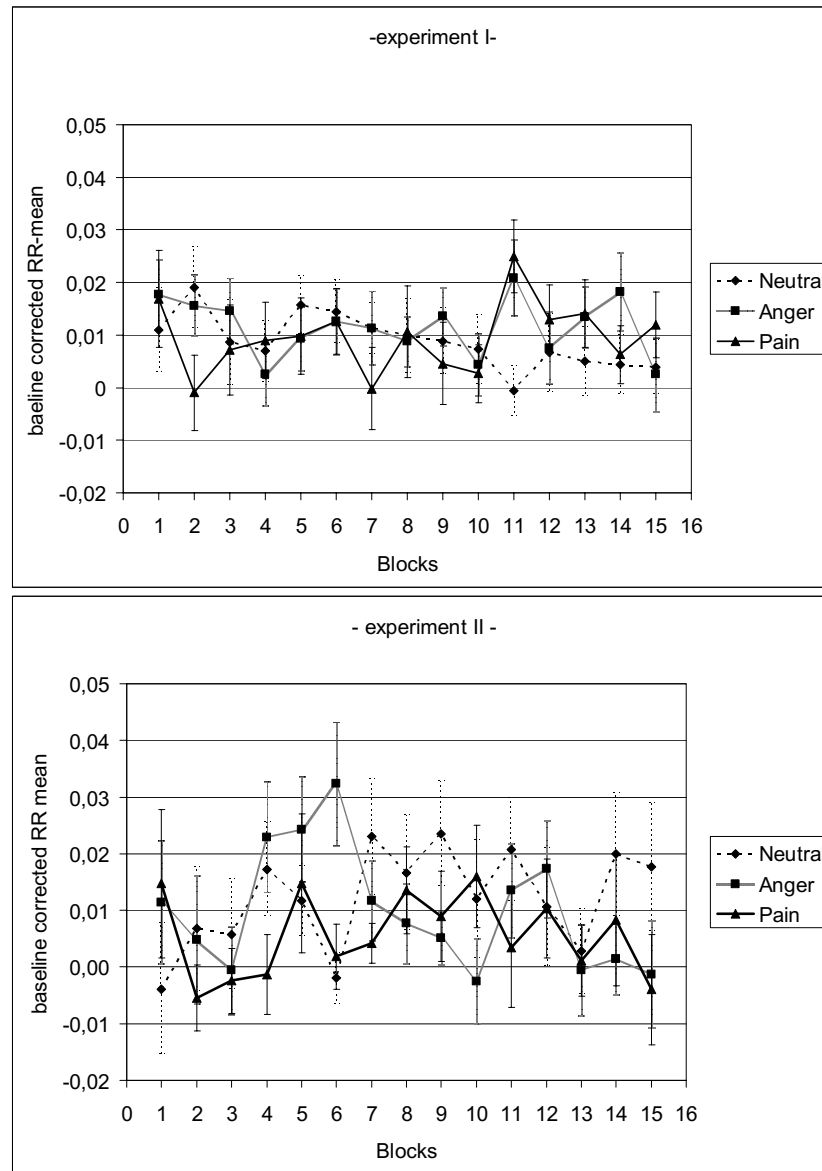 -experiment I-
0,05
0,04
0,03
0,02
0,01
0
-0,01
-0,02
baeline corrected RR-mean
0 1 2 3 4 5 6 7 8 9 10 11 12 13 14 15 16
Blocks
Neutra
Anger
Pain
- experiment II -
0,05
0,04
0,03
0,02
0,01
0,00
-0,01
-0,02
baseline corrected RR mean
0 1 2 3 4 5 6 7 8 9 10 11 12 13 14 15 16
Blocks
Neutra
Anger
Pain